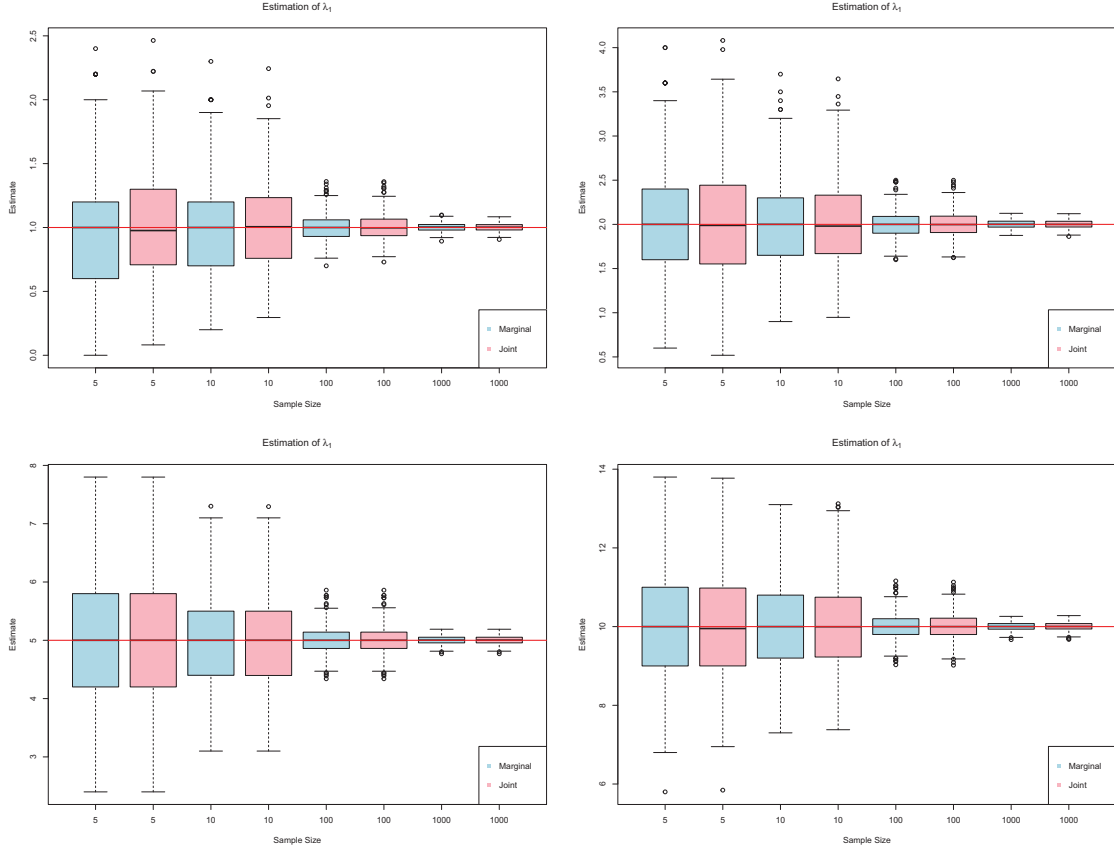 Estimation of λ₁
Estimate
2.5
2.0
1.5
1.0
0.5
0.0
5 5 10 10 100 100 1000 1000
Sample Size
Marginal
Joint
Estimation of λ₁
Estimate
4.0
3.5
3.0
2.5
2.0
1.5
1.0
0.5
5 5 10 10 100 100 1000 1000
Sample Size
Marginal
Joint
Estimation of λ₁
Estimate
8
7
6
5
4
3
5 5 10 10 100 100 1000 1000
Sample Size
Marginal
Joint
Estimation of λ₁
Estimate
14
12
10
8
6
5 5 10 10 100 100 1000 1000
Sample Size
Marginal
Joint